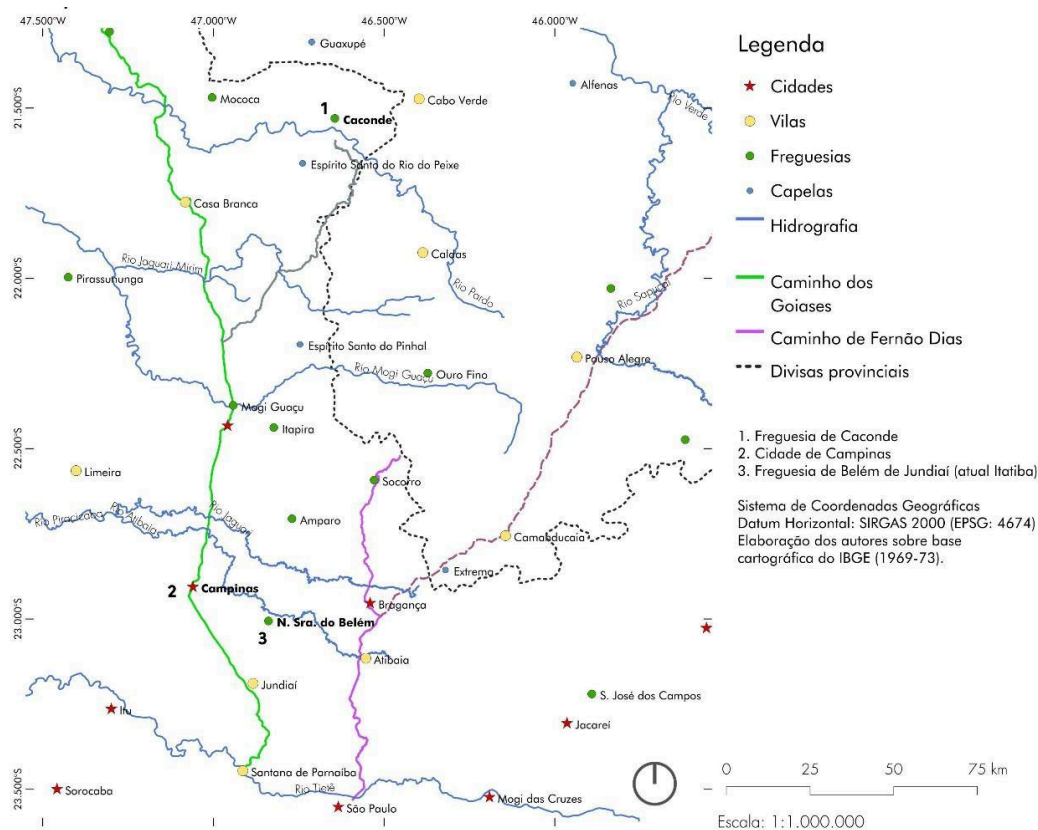 47.500°W
47.000°W
46.500°W
46.000°W
21.500°S
22.000°S
22.500°S
23.000°S
23.500°S
Guaxupé
Alfenas
Mococa
Cabo Verde
Rio Verde
1
Caconde
Espírito Santo do Rio do Peixe
Casa Branca
Caldas
Rio Jaguari-Mirim
Pirassununga
Rio Pardo
Rio Sapucaí
Espírito Santo do Pinhal
Pouso Alegre
Rio Mogi Guaçu
Ouro Fino
Mogi Guaçu
Itapira
Limeira
Socorro
Rio Piracicaba
Rio Atibaia
Rio Jaguari
Amparo
Camabducaia
Extrema
2
Campinas
Bragança
N. Sra. do Belém
3
Atibaia
Jundiaí
S. José dos Campos
Itu
Jacareí
Santana de Parnaíba
Rio Tietê
Sorocaba
São Paulo
Mogi das Cruzes
Legenda
Cidades
Vilas
Freguesias
Capelas
Hidrografia
Caminho dos
Goiases
Caminho de Fernão Dias
Divisas provinciais
1. Freguesia de Caconde
2. Cidade de Campinas
3. Freguesia de Belém de Jundiaí (atual Itatiba)
Sistema de Coordenadas Geográficas
Datum Horizontal: SIRGAS 2000 (EPSG: 4674)
Elaboração dos autores sobre base
cartográfica do IBGE (1969-73).
0 25 50 75 km
Escala: 1:1.000.000